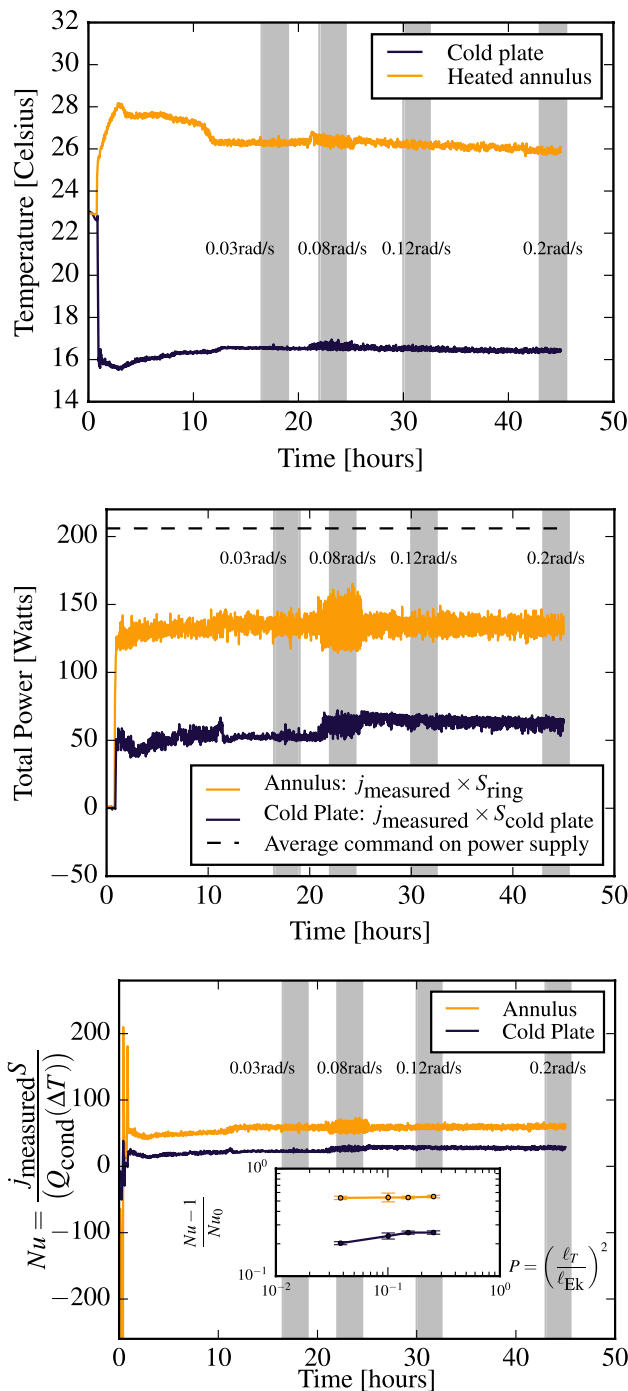 32
30
28
26
24
22
20
18
16
14
Temperature [Celsius]
Cold plate
Heated annulus
0.03rad/s 0.08rad/s 0.12rad/s 0.2rad/s
0 10 20 30 40 50
Time [hours]
200
150
100
50
0
−50
Total Power [Watts]
0.03rad/s 0.08rad/s 0.12rad/s 0.2rad/s
Annulus: j_measured × S_ring
Cold Plate: j_measured × S_cold plate
Average command on power supply
0 10 20 30 40 50
Time [hours]
200
100
0
−100
−200
Nu = j_measured S / (Q_cond (ΔT))
Annulus
Cold Plate
0.03rad/s 0.08rad/s 0.12rad/s 0.2rad/s
10^0
10^−1
(Nu − 1) / Nu_0
10^−2 10^−1 10^0
P = (ℓ_T / ℓ_Ek)^2
0 10 20 30 40 50
Time [hours]